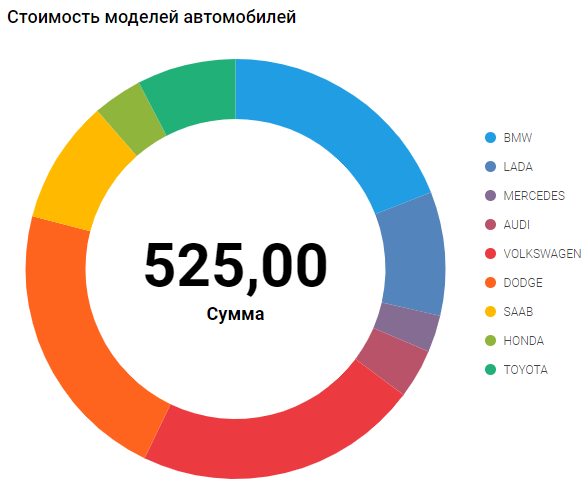 Стоимость моделей автомобилей
525,00
Сумма
BMW
LADA
MERCEDES
AUDI
VOLKSWAGEN
DODGE
SAAB
HONDA
TOYOTA